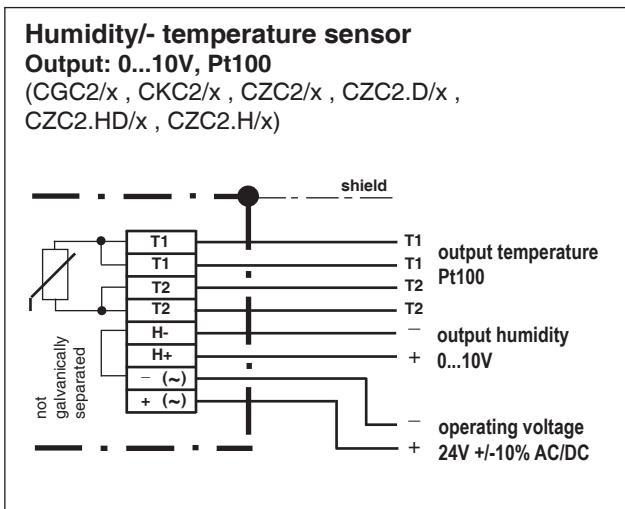 Humidity/- temperature sensor
Output: 0...10V, Pt100
(CGC2/x , CKC2/x , CZC2/x , CZC2.D/x ,
CZC2.HD/x , CZC2.H/x)
shield
T1
T1
T2
T2
H-
H+
− (~)
+ (~)
not
galvanically
separated
T1
T1
T2
T2
−
+
−
+
output temperature
Pt100
output humidity
0...10V
operating voltage
24V +/-10% AC/DC